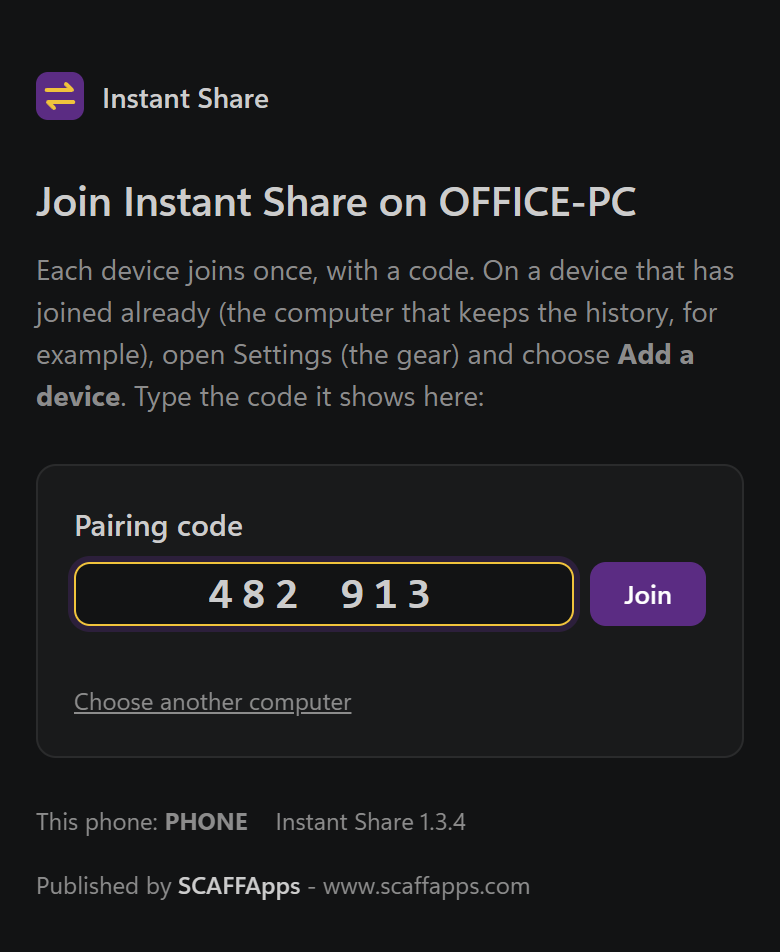 Instant Share
Join Instant Share on OFFICE-PC
Each device joins once, with a code. On a device that has
joined already (the computer that keeps the history, for
example), open Settings (the gear) and choose Add a
device. Type the code it shows here:
Pairing code
482 913
Join
Choose another computer
This phone: PHONE Instant Share 1.3.4
Published by SCAFFApps - www.scaffapps.com